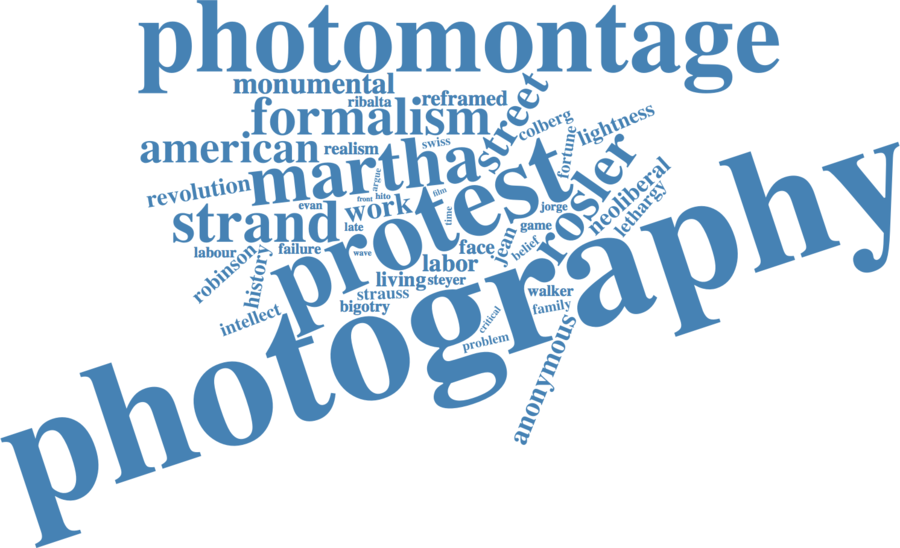 photomontage
monumental
ribalta
reframed
street
formalism
colberg
lightness
american
realism
swiss
fortune
martha
argue
rosler
revolution
front
hito
film
protest
neoliberal
lethargy
strand
evan
work
time
jorge
late
game
labour
failure
wave
face
jean
belief
robinson
history
labor
living
steyer
strauss
walker
bigotry
family
intellect
critical
problem
photography
anonymous